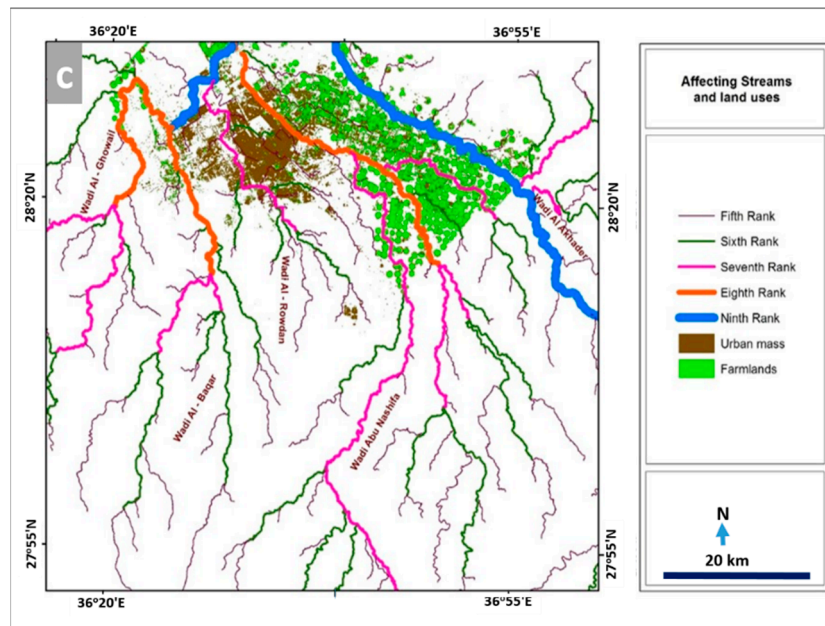 36°20'E
36°55'E
C
28°20'N
28°20'N
Wadi Al -Ghowail
Wadi Al Akhader
Wadi Al - Rowdan
Wadi Al - Baqar
Wadi Abu Nashifa
27°55'N
27°55'N
36°20'E
36°55'E
Affecting Streams
and land uses
Fifth Rank
Sixth Rank
Seventh Rank
Eighth Rank
Ninth Rank
Urban mass
Farmlands
N
20 km